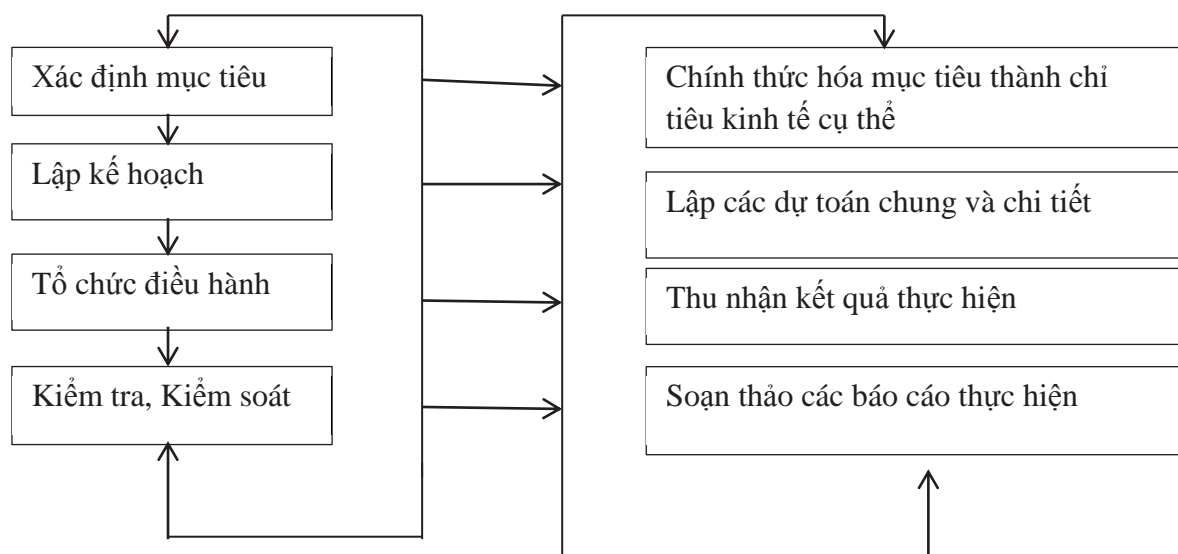 Xác định mục tiêu
Lập kế hoạch
Tổ chức điều hành
Kiểm tra, Kiểm soát
Chính thức hóa mục tiêu thành chỉ
tiêu kinh tế cụ thể
Lập các dự toán chung và chi tiết
Thu nhận kết quả thực hiện
Soạn thảo các báo cáo thực hiện